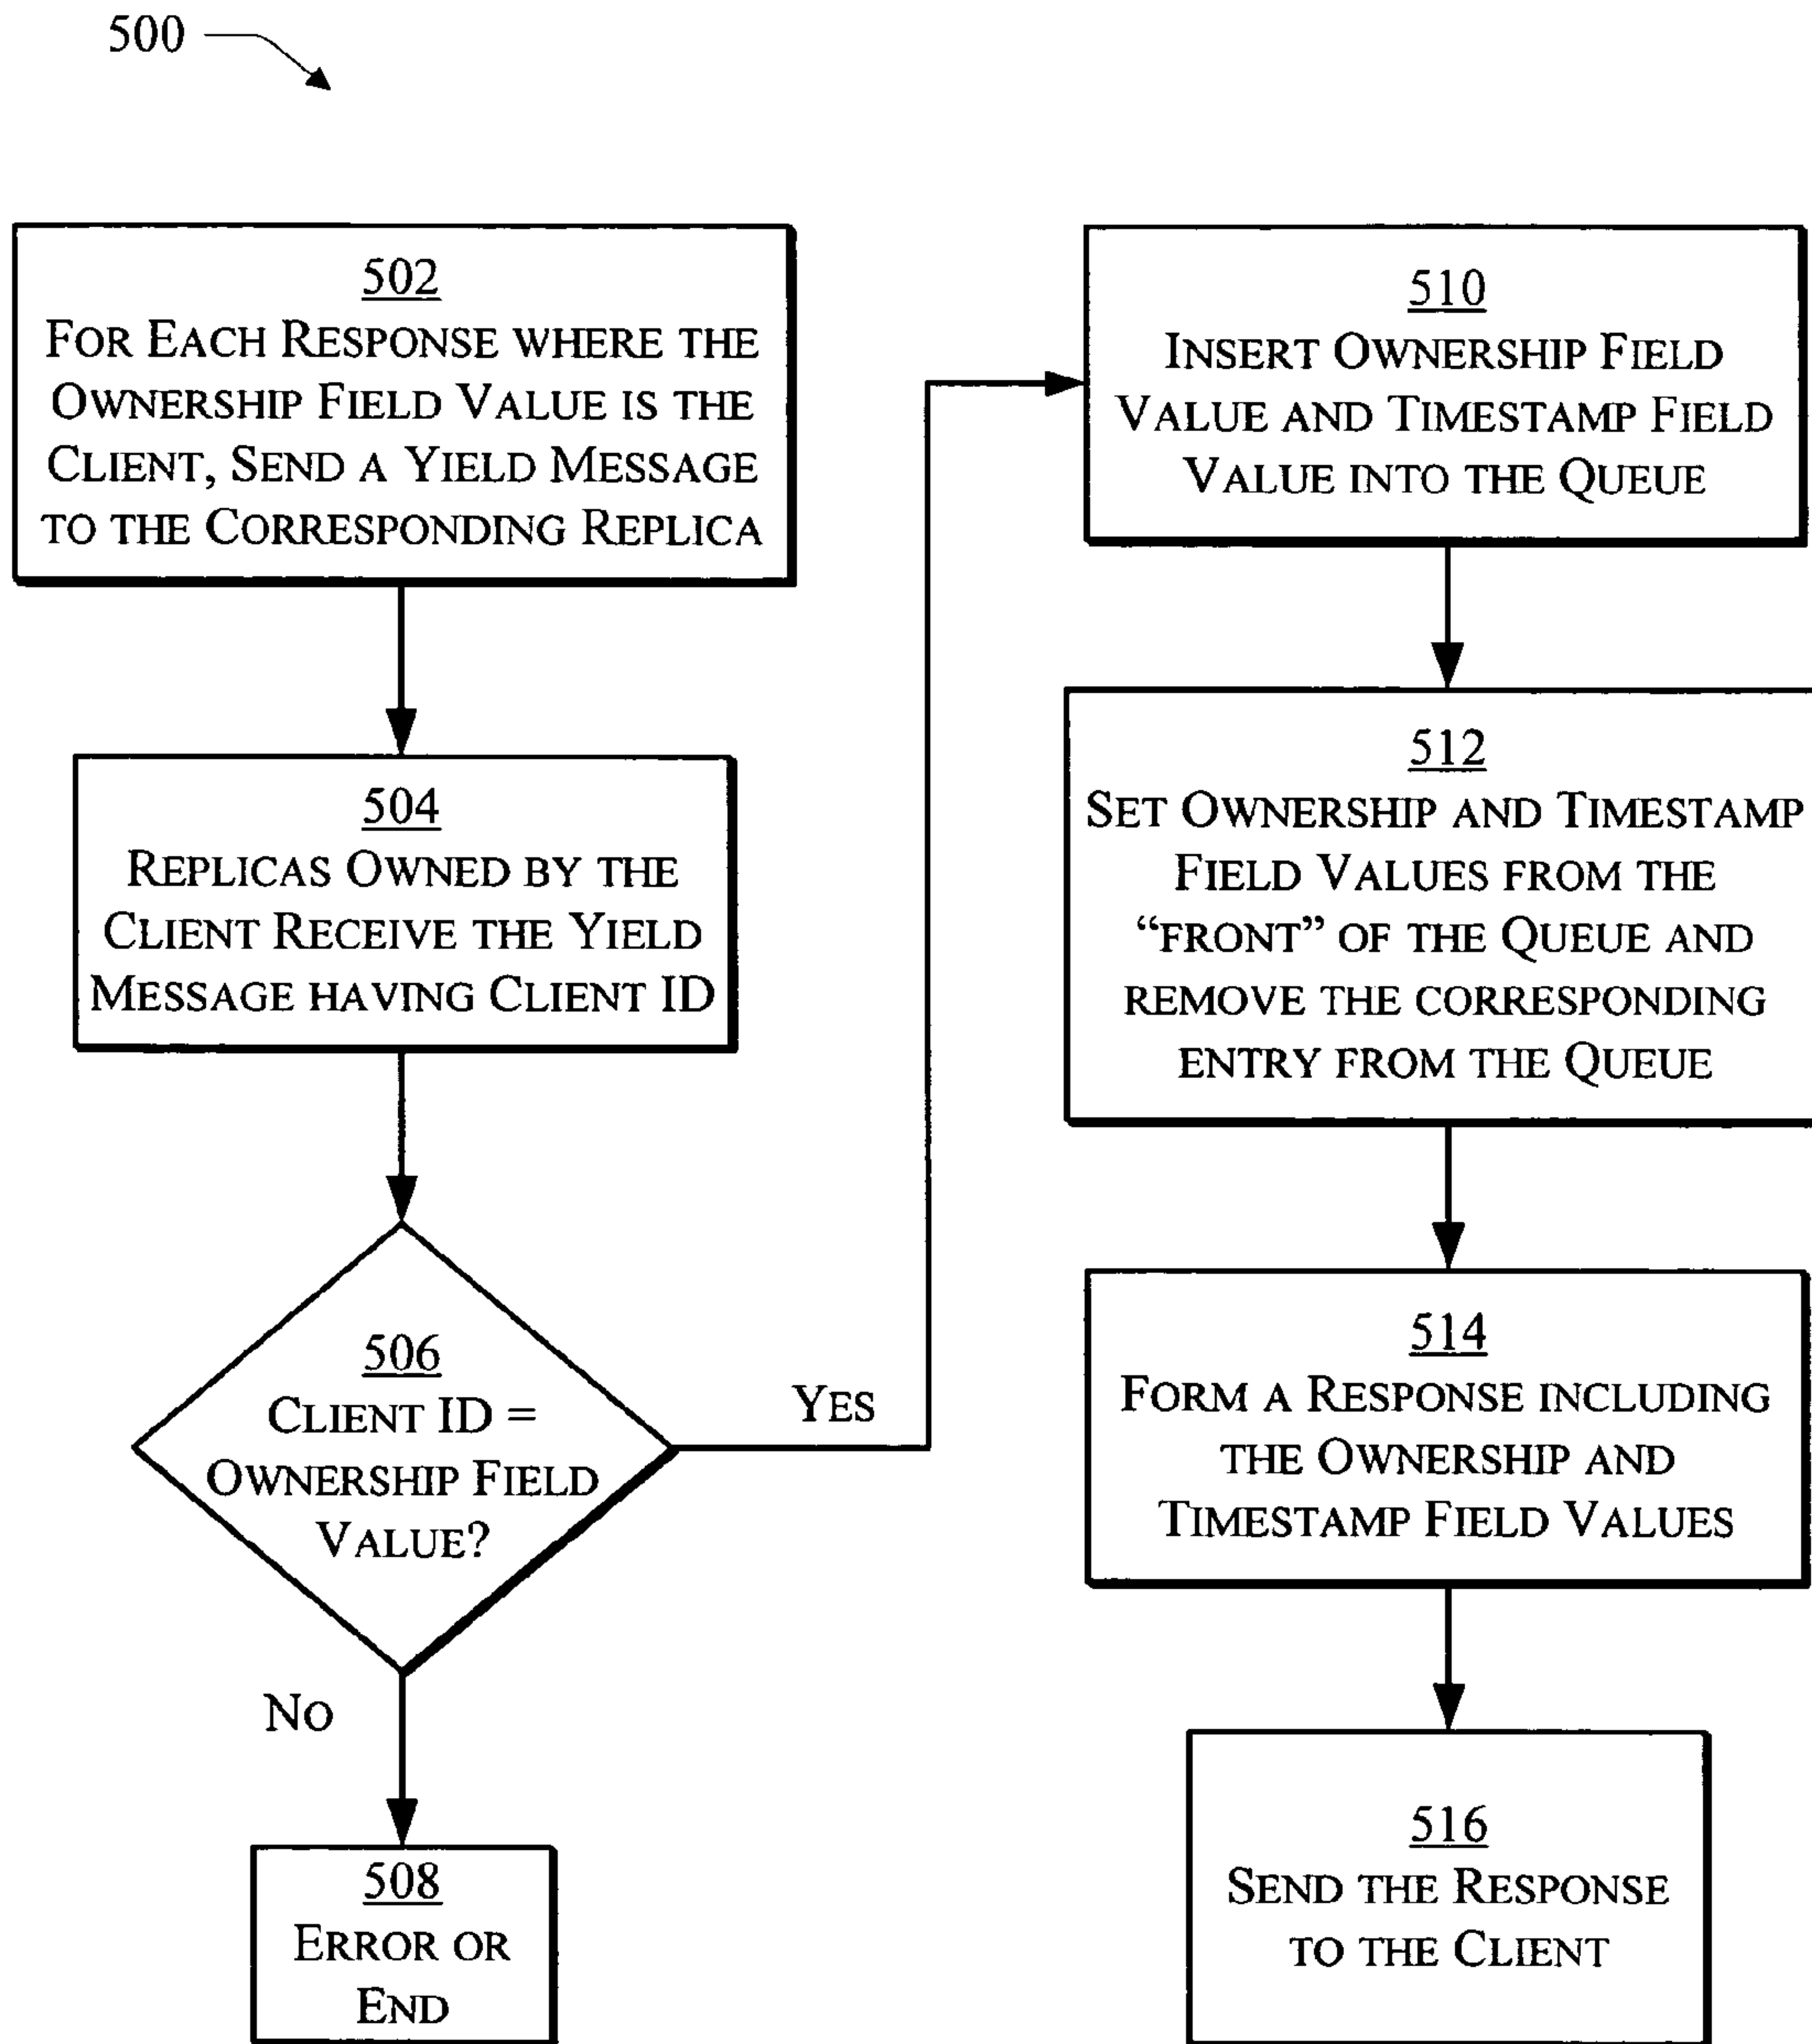 500
502
FOR EACH RESPONSE WHERE THE
OWNERSHIP FIELD VALUE IS THE
CLIENT, SEND A YIELD MESSAGE
TO THE CORRESPONDING REPLICA
504
REPLICAS OWNED BY THE
CLIENT RECEIVE THE YIELD
MESSAGE HAVING CLIENT ID
506
CLIENT ID =
OWNERSHIP FIELD
VALUE?
YES
NO
508
ERROR OR
END
510
INSERT OWNERSHIP FIELD
VALUE AND TIMESTAMP FIELD
VALUE INTO THE QUEUE
512
SET OWNERSHIP AND TIMESTAMP
FIELD VALUES FROM THE
“FRONT” OF THE QUEUE AND
REMOVE THE CORRESPONDING
ENTRY FROM THE QUEUE
514
FORM A RESPONSE INCLUDING
THE OWNERSHIP AND
TIMESTAMP FIELD VALUES
516
SEND THE RESPONSE
TO THE CLIENT